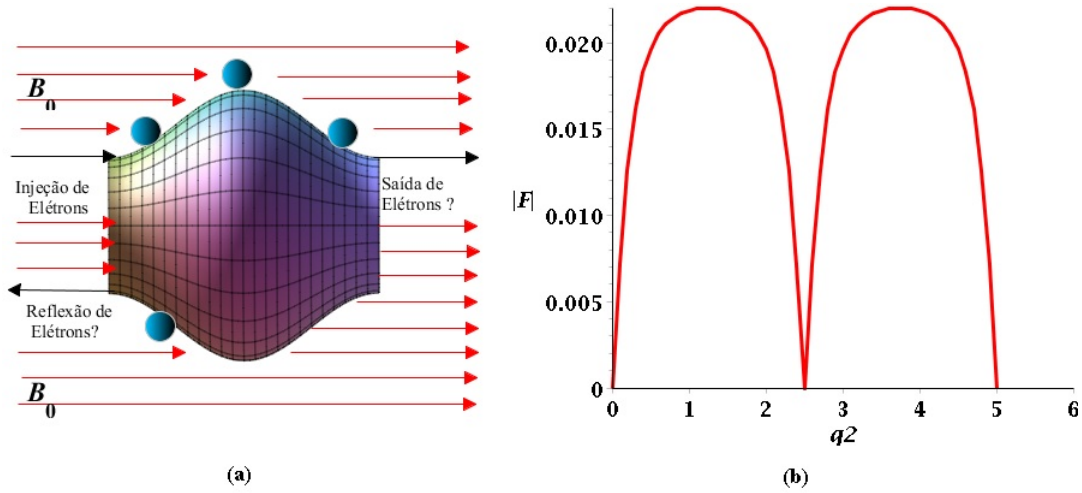 B
0
Injeção de
Elétrons
Saída de
Elétrons ?
Reflexão de
Elétrons?
B
0
(a)
|F|
0.020
0.015
0.010
0.005
0
0 1 2 3 4 5 6
q2
(b)